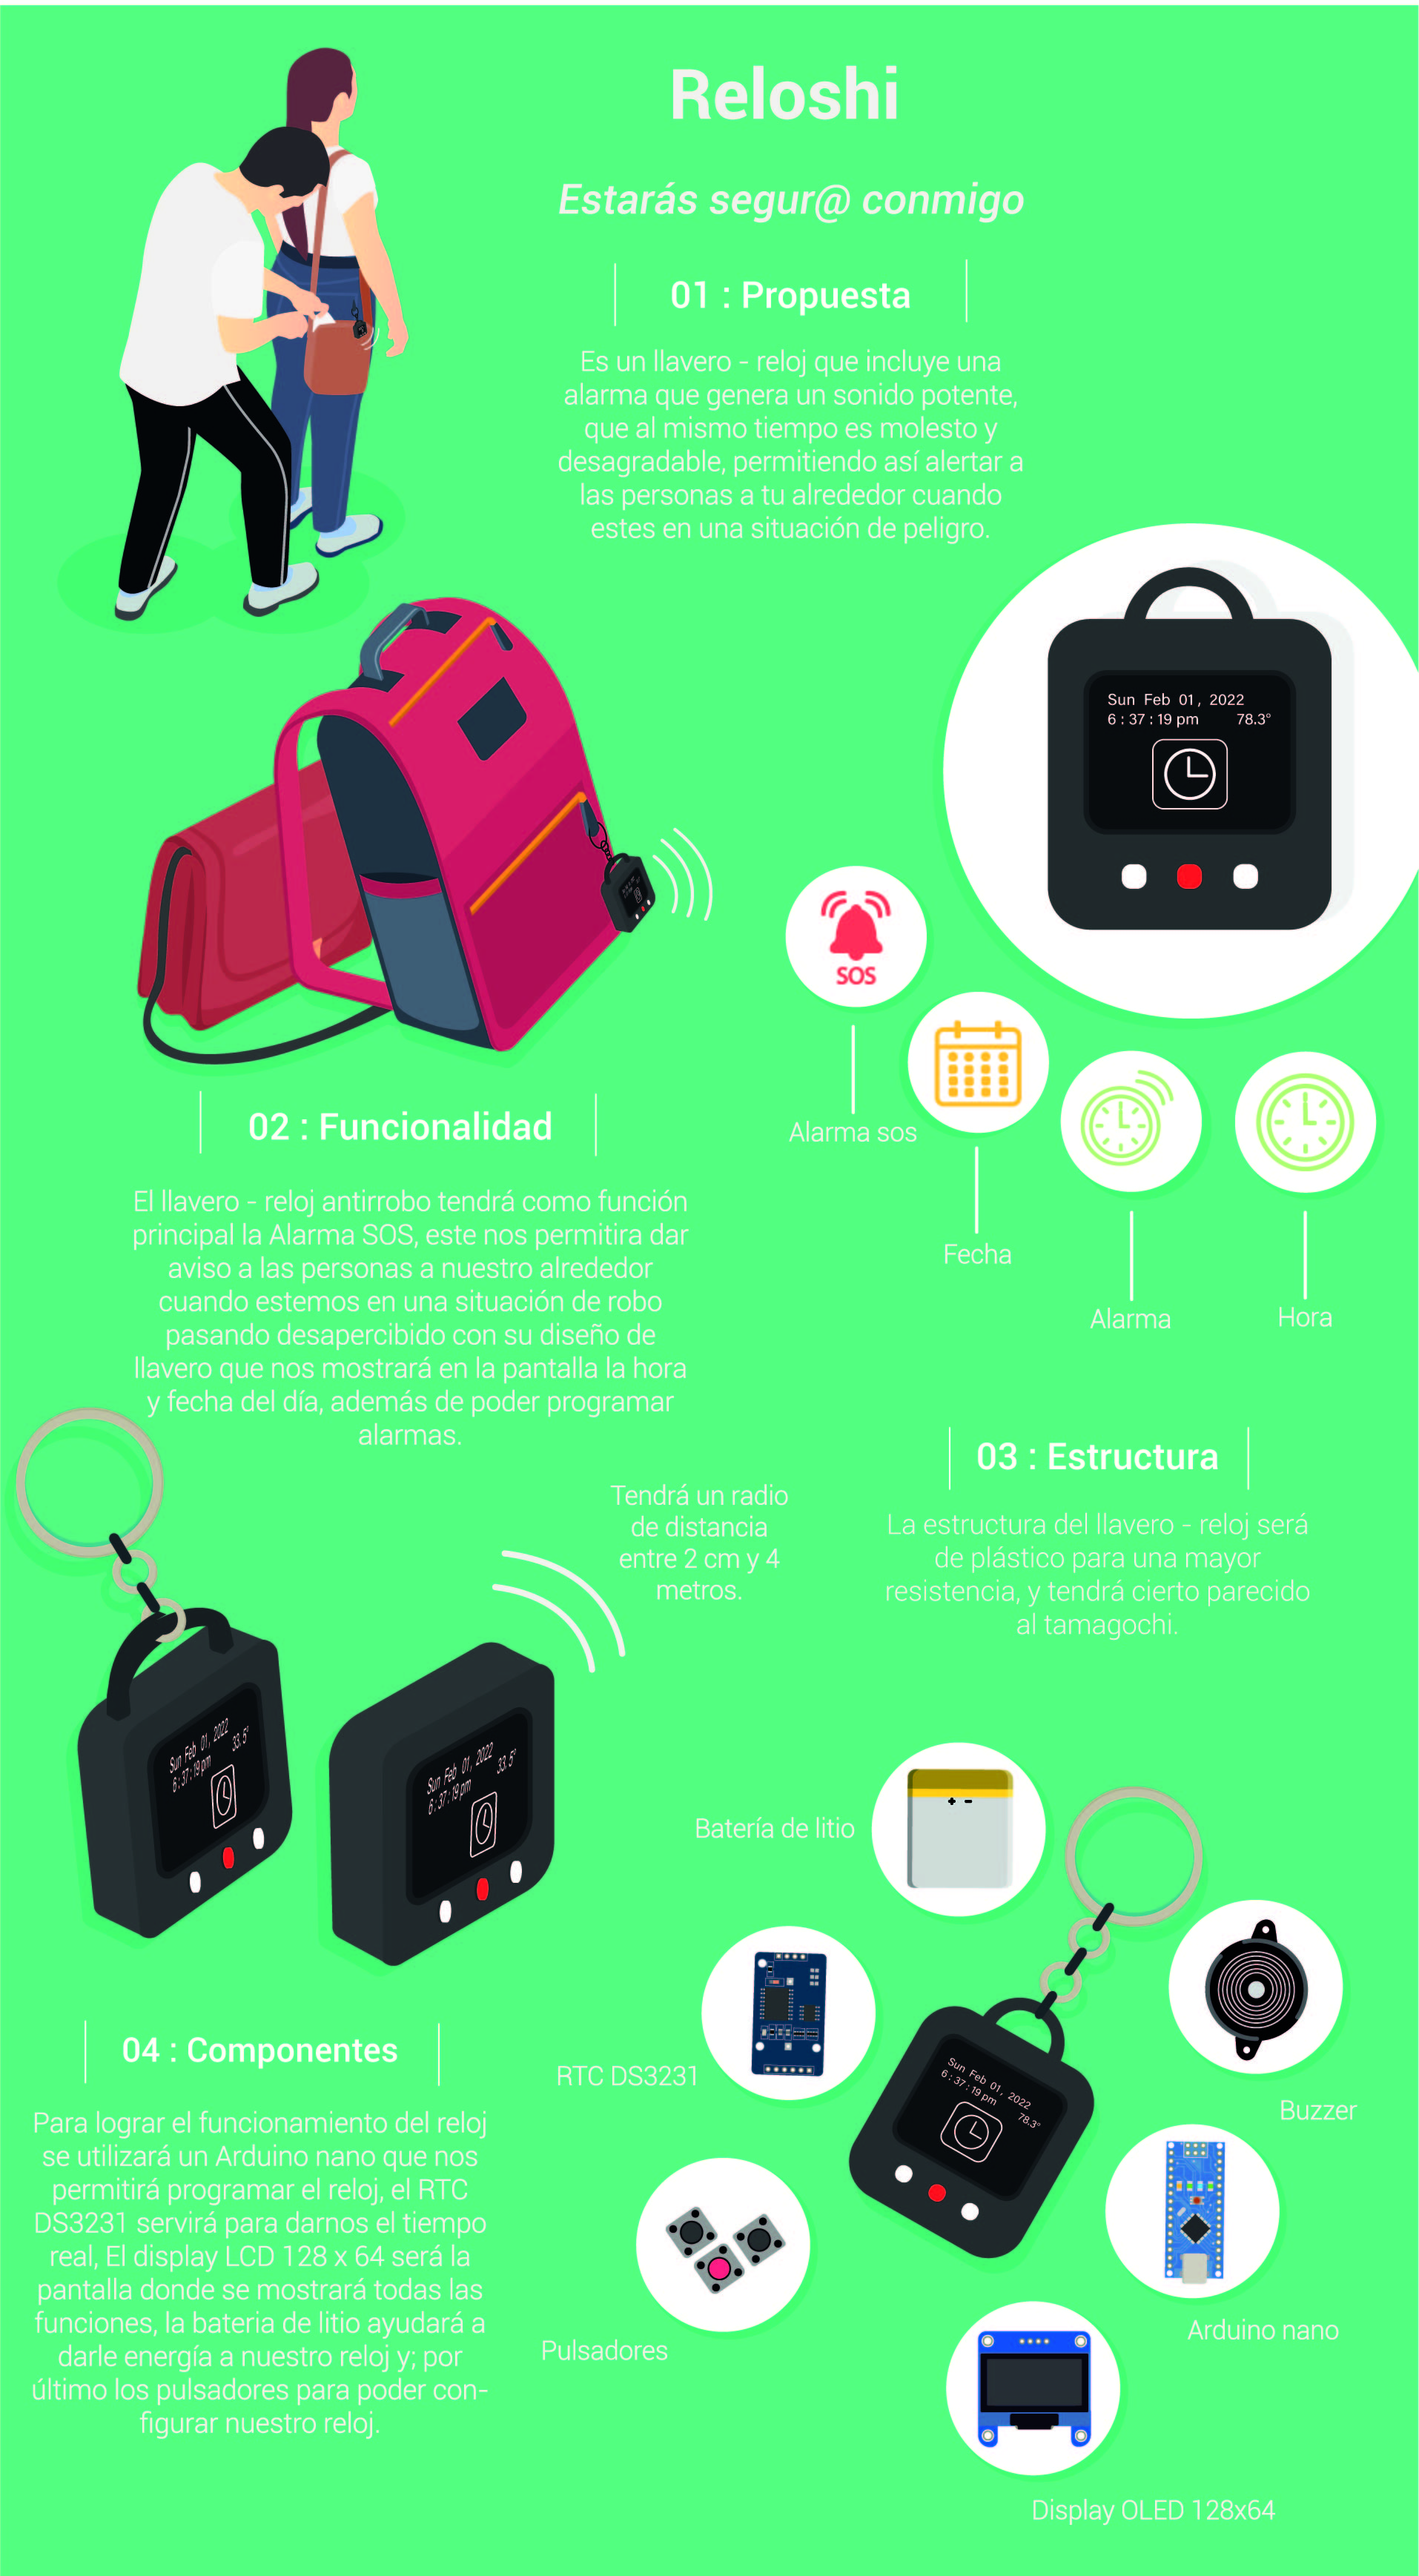 Reloshi
Estarás segur@ conmigo
01 : Propuesta
Es un llavero - reloj que incluye una
alarma que genera un sonido potente,
que al mismo tiempo es molesto y
desagradable, permitiendo así alertar a
las personas a tu alrededor cuando
estes en una situación de peligro.
Sun Feb 01, 2022
6 : 37 : 19 pm 78.3°
SOS
Alarma sos
Fecha
Alarma
Hora
02 : Funcionalidad
El llavero - reloj antirrobo tendrá como función
principal la Alarma SOS, este nos permitira dar
aviso a las personas a nuestro alrededor
cuando estemos en una situación de robo
pasando desapercibido con su diseño de
llavero que nos mostrará en la pantalla la hora
y fecha del día, además de poder programar
alarmas.
Tendrá un radio
de distancia
entre 2 cm y 4
metros.
03 : Estructura
La estructura del llavero - reloj será
de plástico para una mayor
resistencia, y tendrá cierto parecido
al tamagochi.
Sun Feb 01, 2022
6 : 37 : 19 pm 33.5°
Sun Feb 01, 2022
6 : 37 : 19 pm 33.5°
04 : Componentes
Para lograr el funcionamiento del reloj
se utilizará un Arduino nano que nos
permitirá programar el reloj, el RTC
DS3231 servirá para darnos el tiempo
real, El display LCD 128 x 64 será la
pantalla donde se mostrará todas las
funciones, la bateria de litio ayudará a
darle energía a nuestro reloj y; por
último los pulsadores para poder con-
figurar nuestro reloj.
Batería de litio
+ -
RTC DS3231
Sun Feb 01, 2022
6 : 37 : 19 pm 78.3°
Buzzer
Pulsadores
Arduino nano
Display OLED 128x64